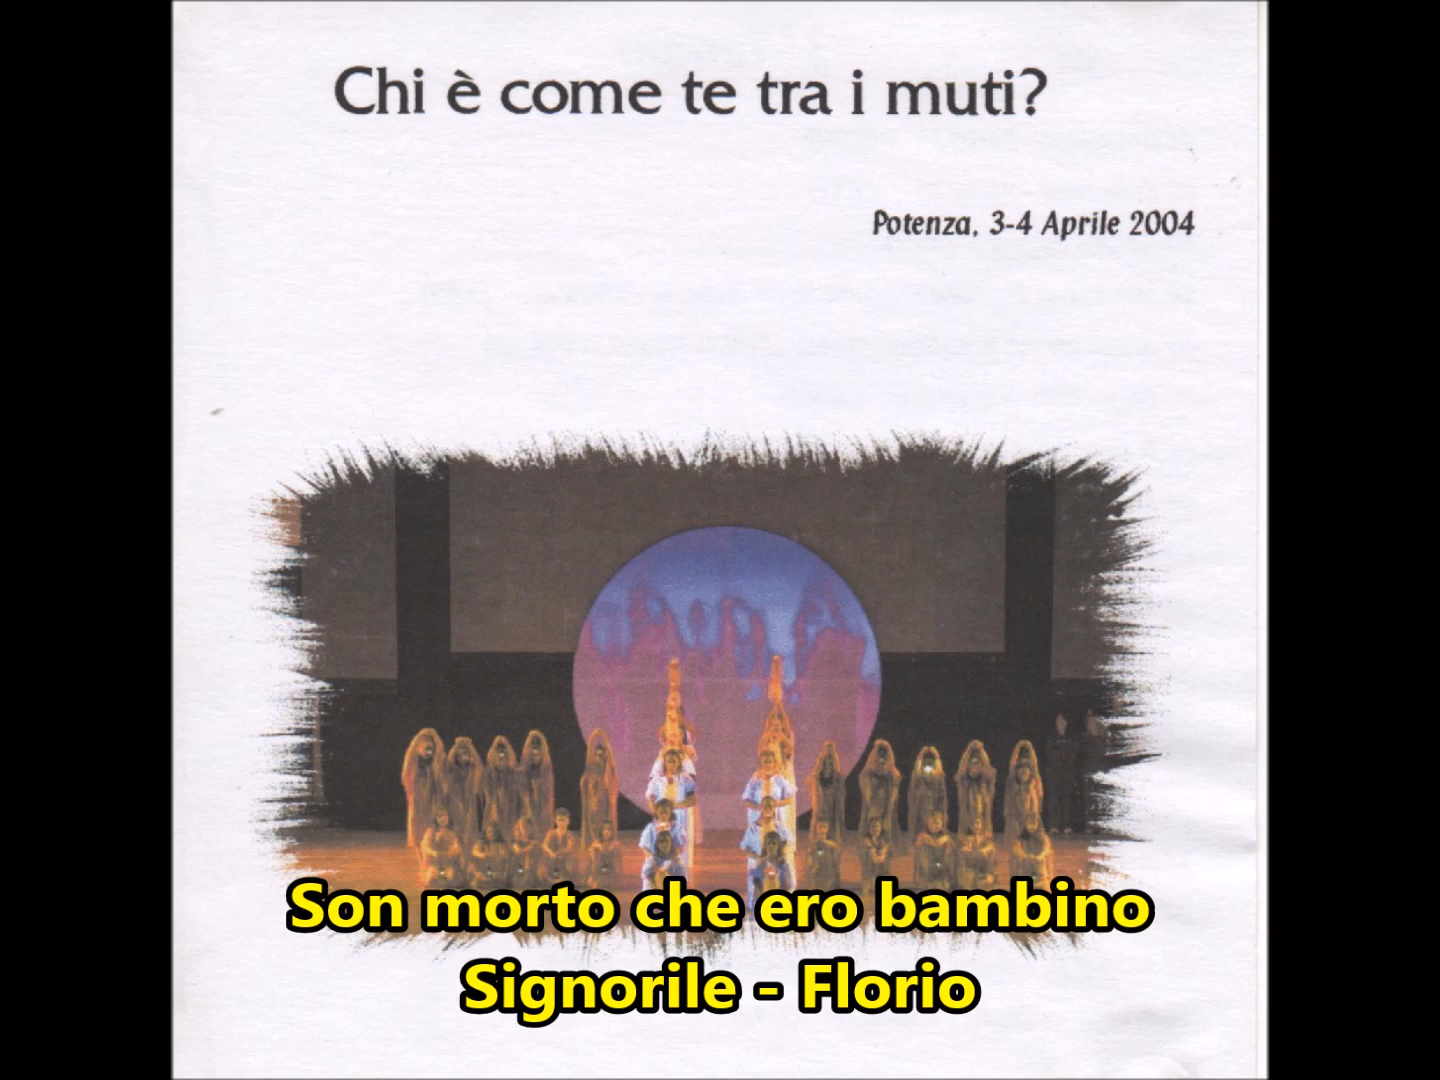 Chi è come te tra i muti?
Potenza, 3-4 Aprile 2004
Son morto che ero bambino
Signorile - Florio